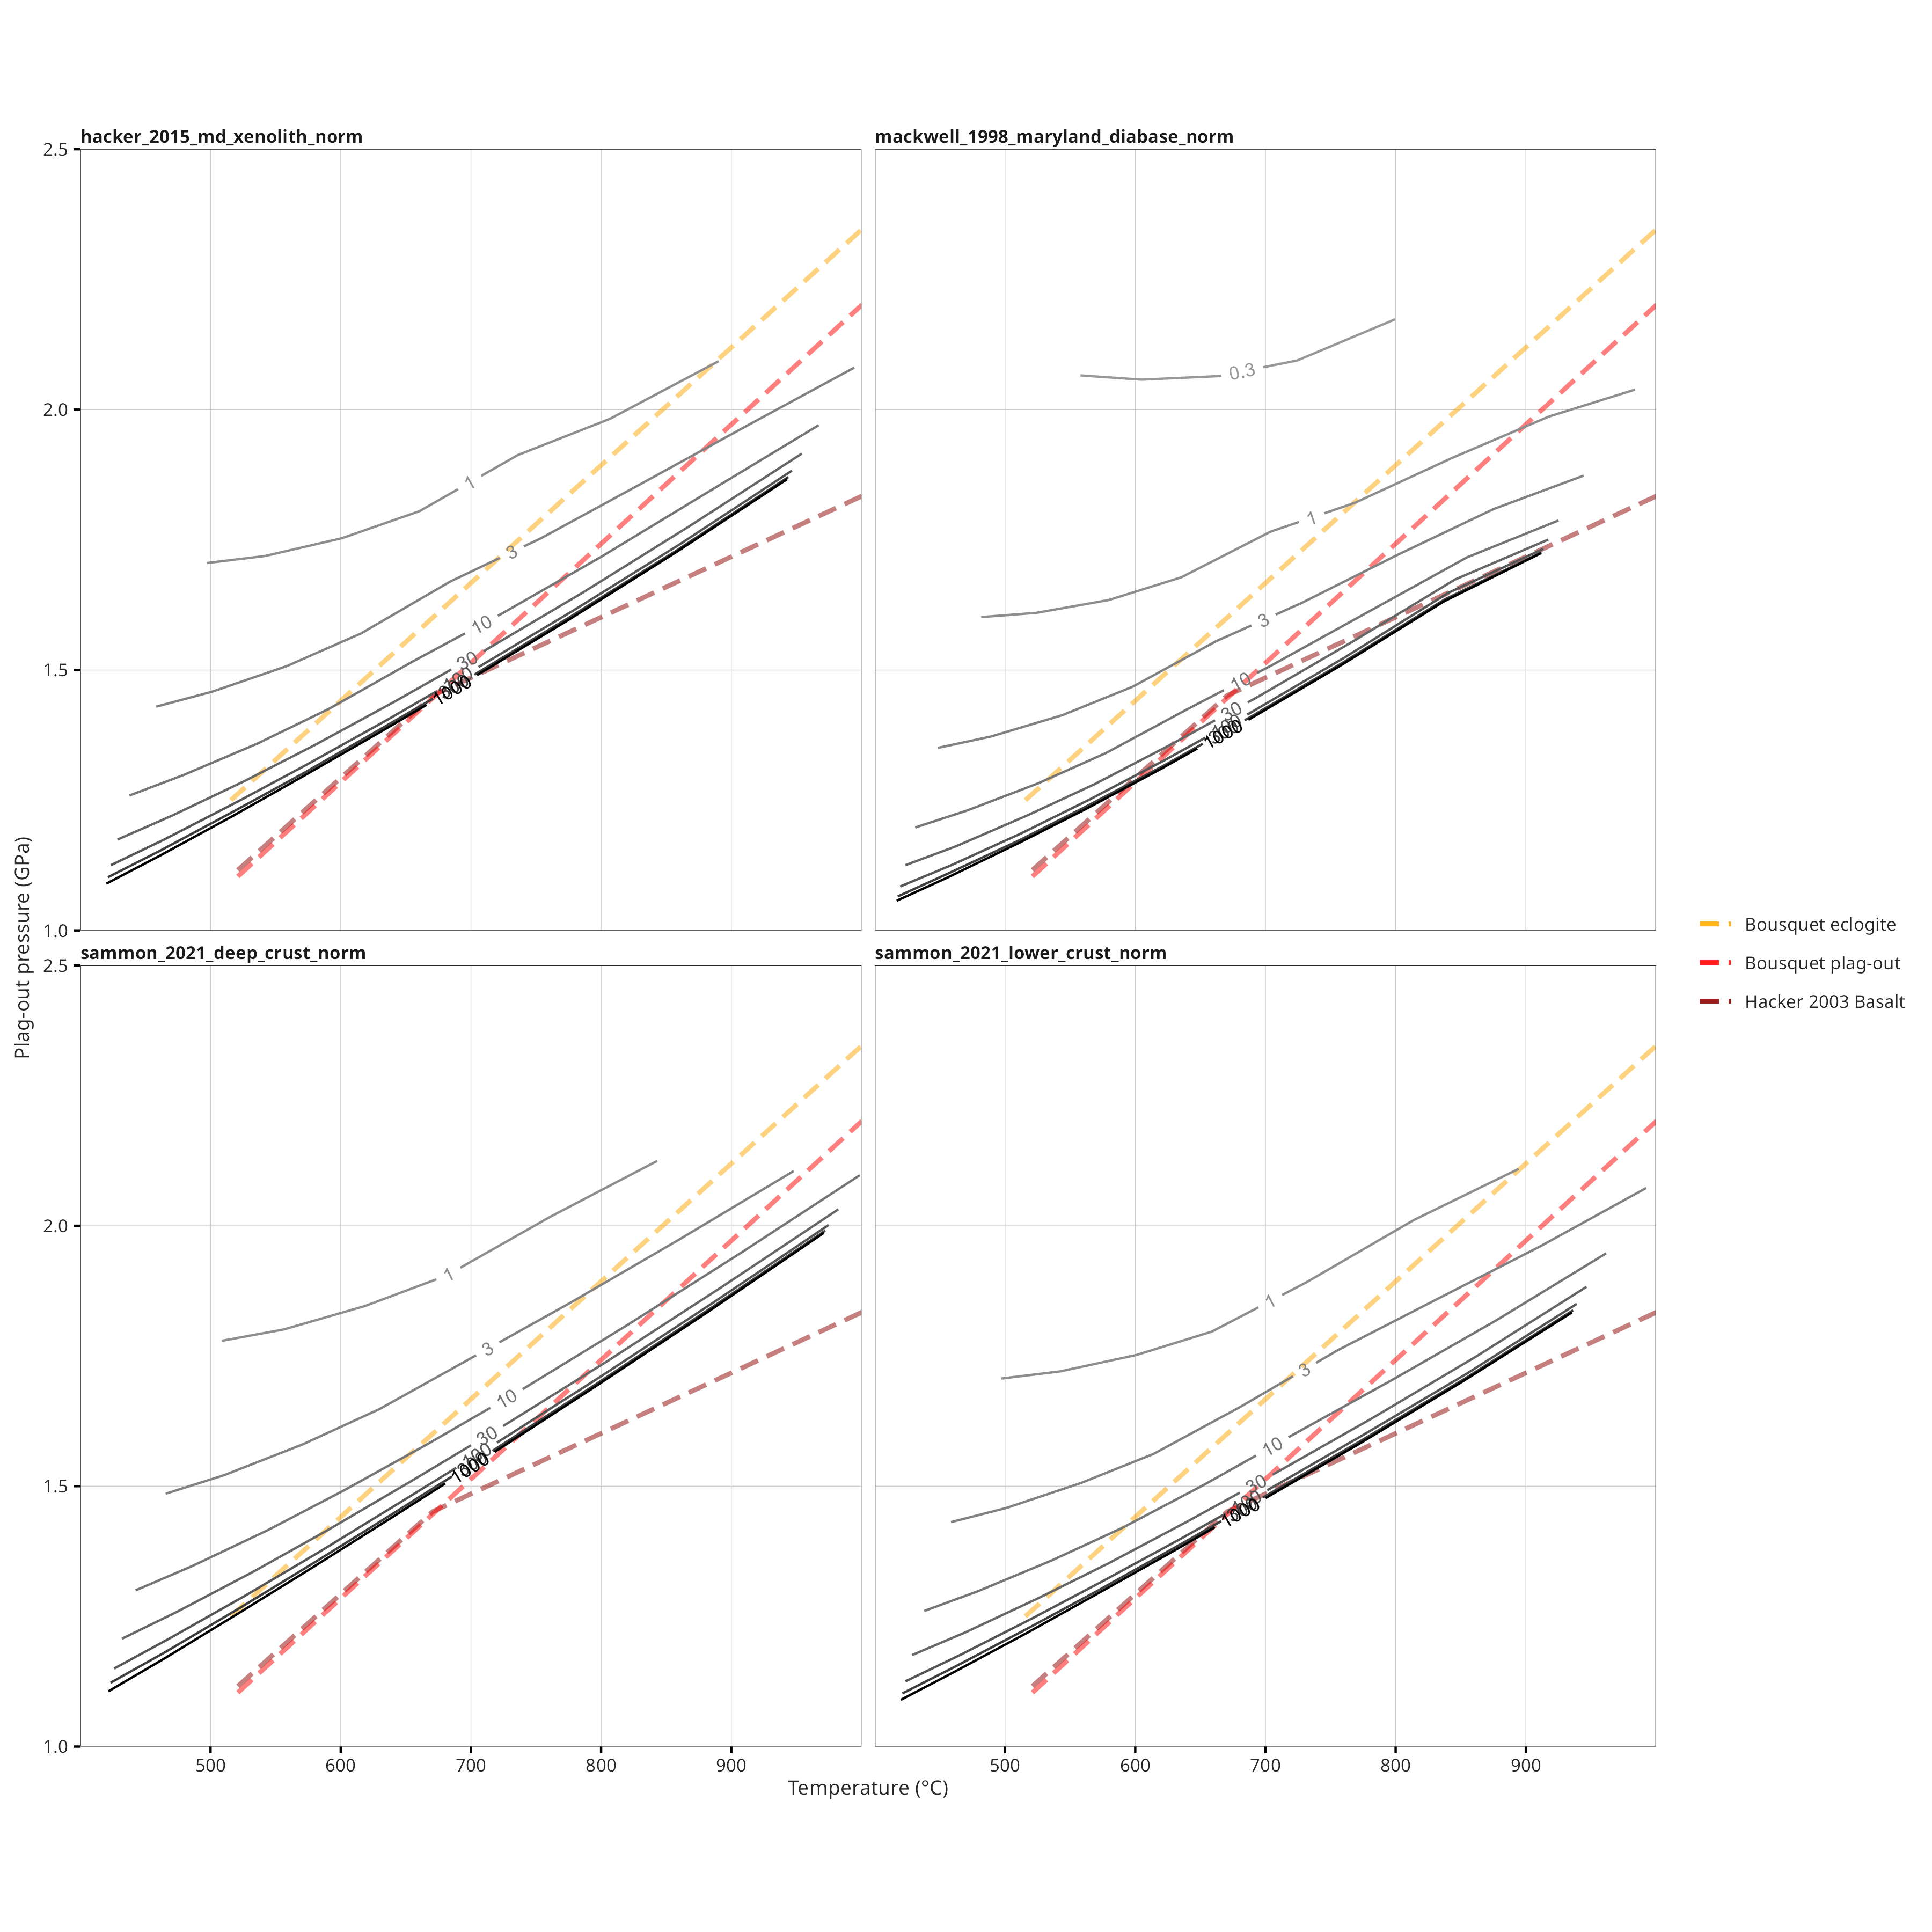 hacker_2015_md_xenolith_norm
mackwell_1998_maryland_diabase_norm
2.5
2.0
1.5
1.0
1
3
10
30
1000
0.3
1
3
10
30
1000
sammon_2021_deep_crust_norm
sammon_2021_lower_crust_norm
2.5
2.0
1.5
1.0
1
3
10
30
1000
1
3
10
30
1000
500 600 700 800 900
500 600 700 800 900
Temperature (°C)
Plag-out pressure (GPa)
Bousquet eclogite
Bousquet plag-out
Hacker 2003 Basalt